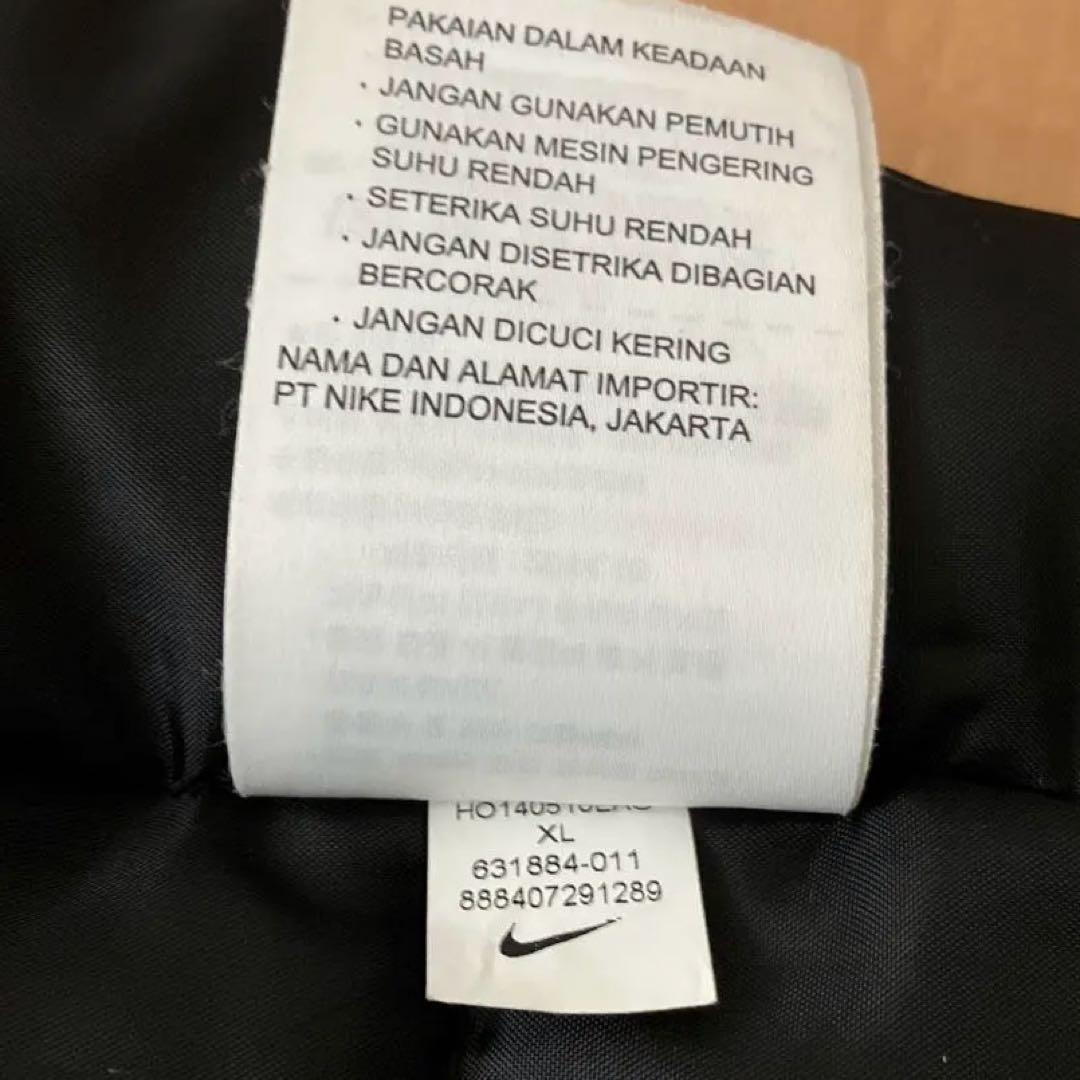 PAKAIAN DALAM KEADAAN
BASAH
· JANGAN GUNAKAN PEMUTIH
· GUNAKAN MESIN PENGERING
SUHU RENDAH
· SETERIKA SUHU RENDAH
· JANGAN DISETRIKA DIBAGIAN
BERCORAK
· JANGAN DICUCI KERING
NAMA DAN ALAMAT IMPORTIR:
PT NIKE INDONESIA, JAKARTA
XL
631884-011
888407291289